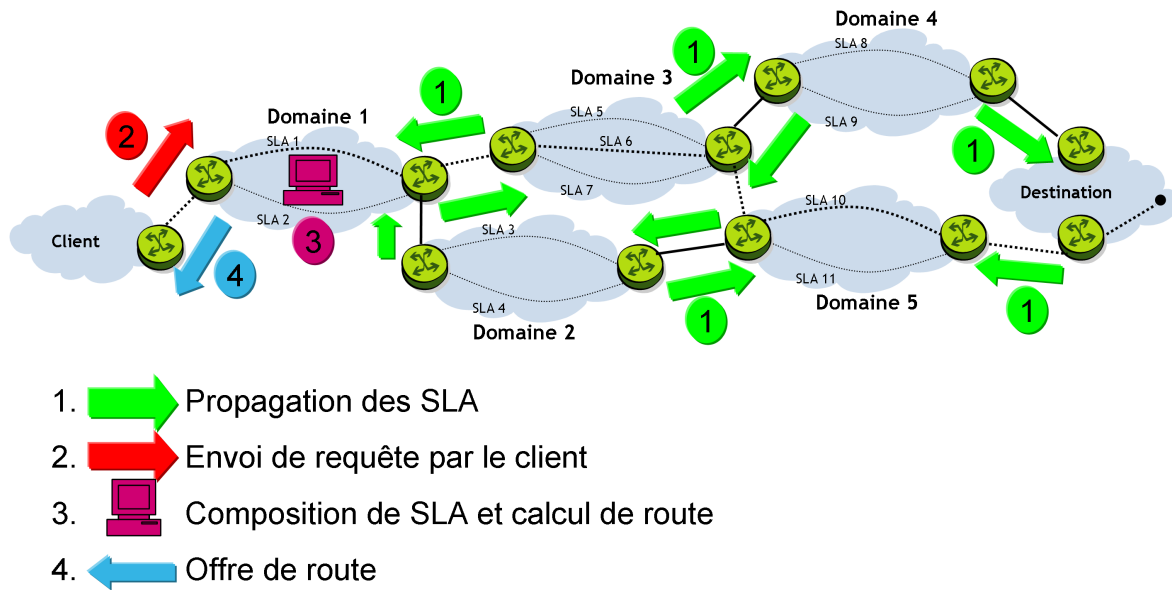 Domaine 4
SLA 8
SLA 9
1
Domaine 3
SLA 5
SLA 6
SLA 7
1
Domaine 1
SLA 1
SLA 2
2
3
4
Client
1
Destination
SLA 3
SLA 4
Domaine 2
1
SLA 10
SLA 11
Domaine 5
1
1. Propagation des SLA
2. Envoi de requête par le client
3. Composition de SLA et calcul de route
4. Offre de route